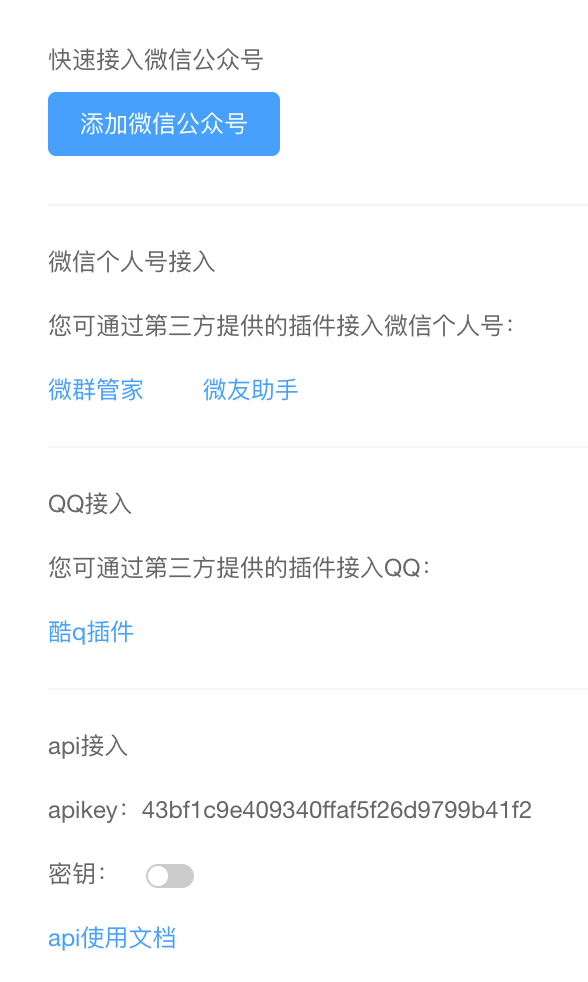 快速接入微信公众号
添加微信公众号
微信个人号接入
您可通过第三方提供的插件接入微信个人号：
微群管家 微友助手
QQ接入
您可通过第三方提供的插件接入QQ：
酷q插件
api接入
apikey：43bf1c9e409340ffaf5f26d9799b41f2
密钥：
api使用文档